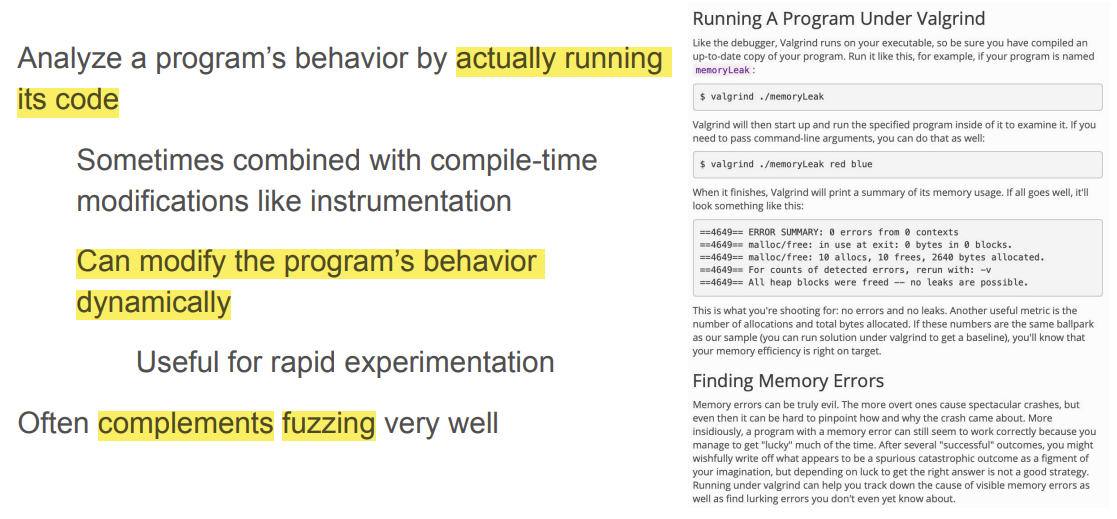 Analyze a program’s behavior by actually running
its code
Sometimes combined with compile-time
modifications like instrumentation
Can modify the program’s behavior
dynamically
Useful for rapid experimentation
Often complements fuzzing very well
Running A Program Under Valgrind
Like the debugger, Valgrind runs on your executable, so be sure you have compiled an
up-to-date copy of your program. Run it like this, for example, if your program is named
memoryLeak:
$ valgrind ./memoryLeak
Valgrind will then start up and run the specified program inside of it to examine it. If you
need to pass command-line arguments, you can do that as well:
$ valgrind ./memoryLeak red blue
When it finishes, Valgrind will print a summary of its memory usage. If all goes well, it'll
look something like this:
==4649== ERROR SUMMARY: 0 errors from 0 contexts
==4649== malloc/free: in use at exit: 0 bytes in 0 blocks.
==4649== malloc/free: 10 allocs, 10 frees, 2640 bytes allocated.
==4649== For counts of detected errors, rerun with: -v
==4649== All heap blocks were freed -- no leaks are possible.
This is what you're shooting for: no errors and no leaks. Another useful metric is the
number of allocations and total bytes allocated. If these numbers are the same ballpark
as our sample (you can run solution under valgrind to get a baseline), you'll know that
your memory efficiency is right on target.
Finding Memory Errors
Memory errors can be truly evil. The more overt ones cause spectacular crashes, but
even then it can be hard to pinpoint how and why the crash came about. More
insidiously, a program with a memory error can still seem to work correctly because you
manage to get "lucky" much of the time. After several "successful" outcomes, you might
wishfully write off what appears to be a spurious catastrophic outcome as a figment of
your imagination, but depending on luck to get the right answer is not a good strategy.
Running under valgrind can help you track down the cause of visible memory errors as
well as find lurking errors you don't even yet know about.